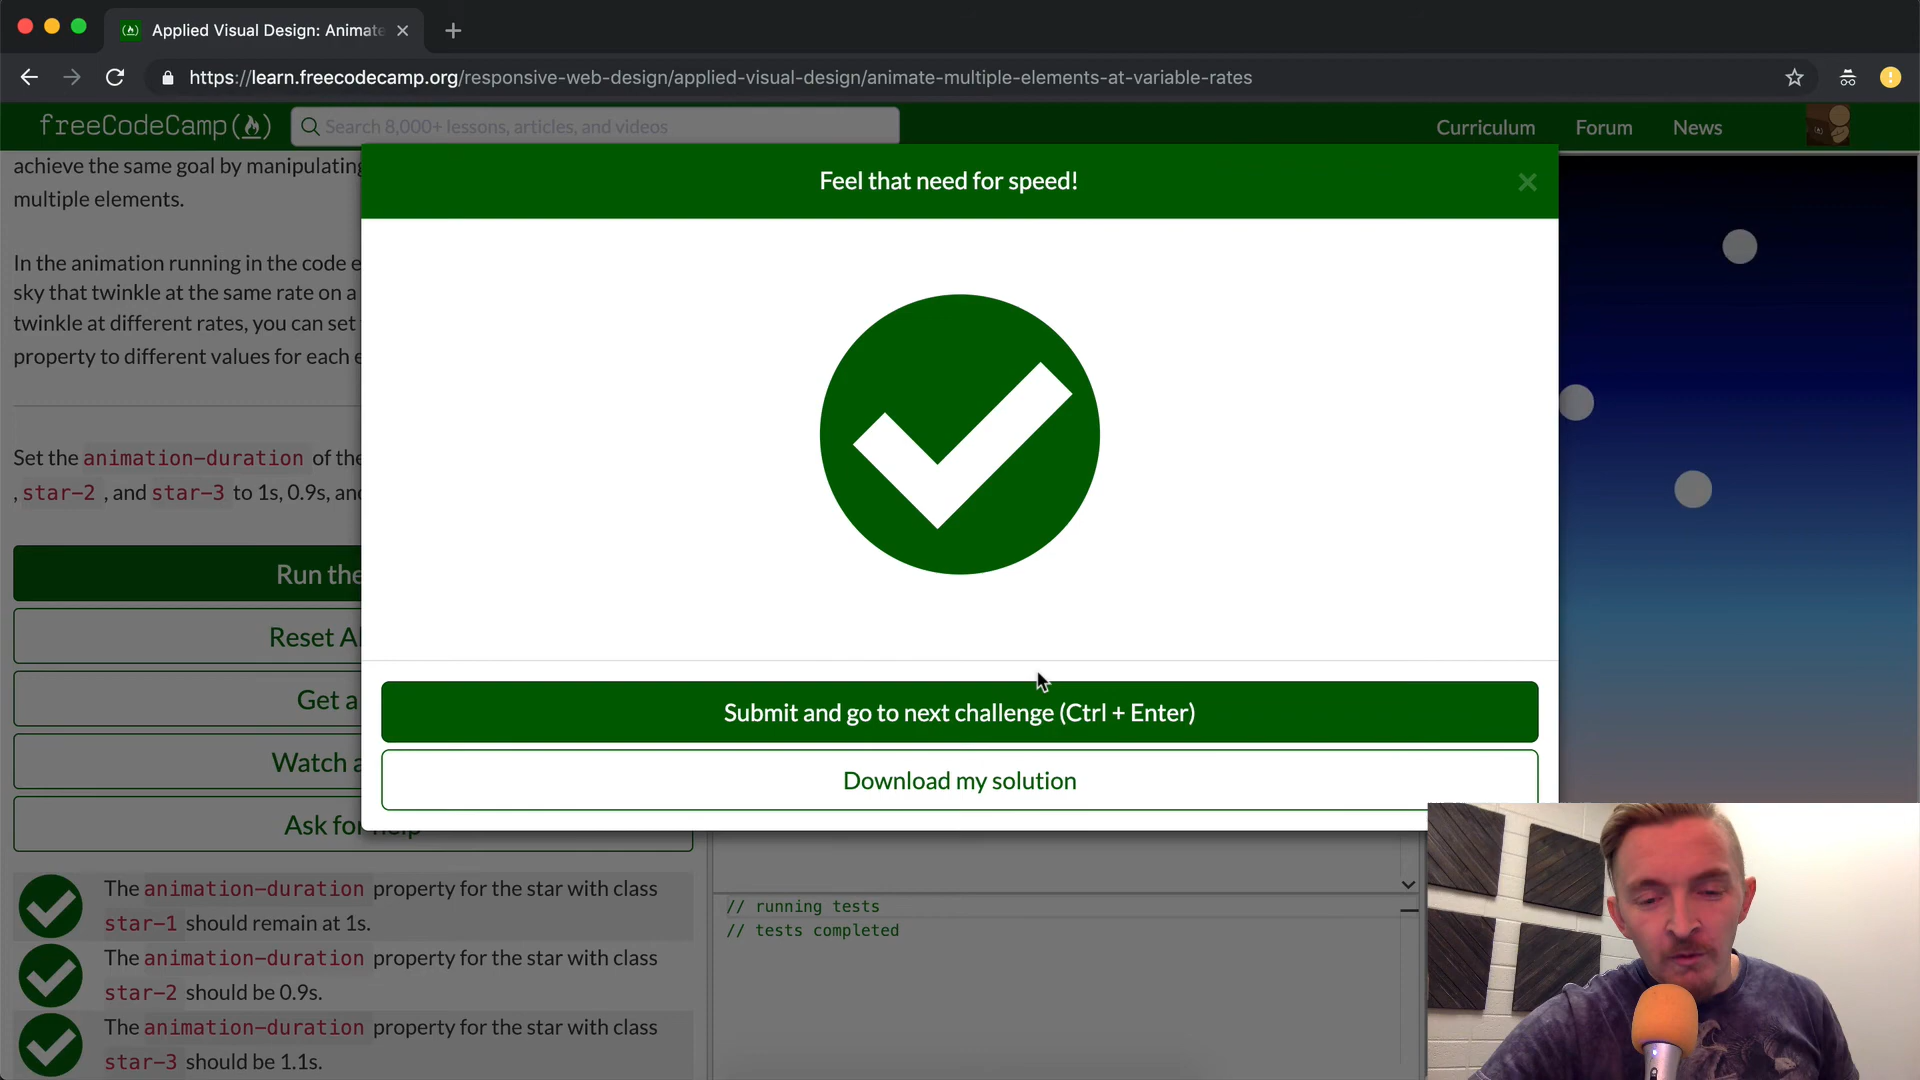 Applied Visual Design: Animate
https://learn.freecodecamp.org/responsive-web-design/applied-visual-design/animate-multiple-elements-at-variable-rates
freeCodeCamp
Search 8,000+ lessons, articles, and videos
Curriculum
Forum
News
achieve the same goal by manipulating
multiple elements.
In the animation running in the code e
sky that twinkle at the same rate on a
twinkle at different rates, you can set
property to different values for each e
Set the animation-duration of the
, star-2 , and star-3 to 1s, 0.9s, and
Run the
Reset Al
Get a
Watch a
Ask for help
The animation-duration property for the star with class
star-1 should remain at 1s.
The animation-duration property for the star with class
star-2 should be 0.9s.
The animation-duration property for the star with class
star-3 should be 1.1s.
Feel that need for speed!
Submit and go to next challenge (Ctrl + Enter)
Download my solution
// running tests
// tests completed